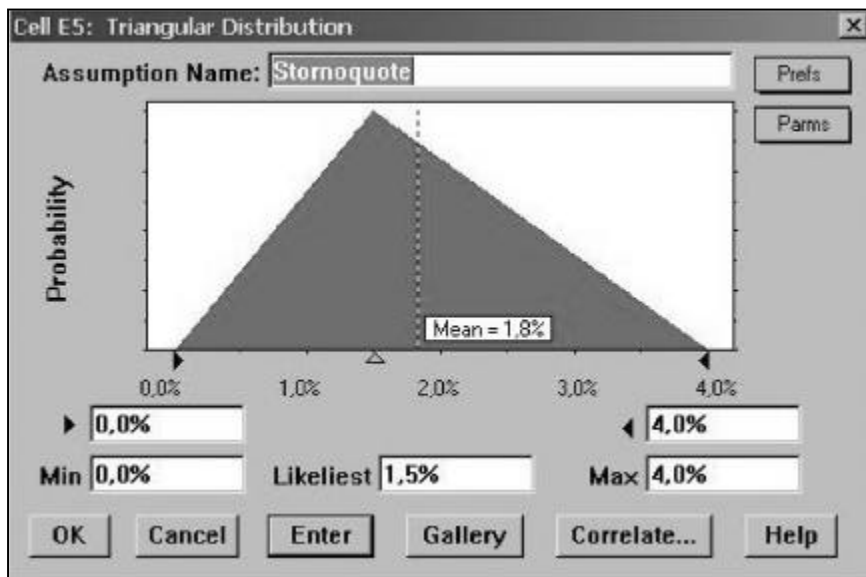 Cell E5: Triangular Distribution
Assumption Name: Stornoquote
Prefs
Parms
Probability
Mean = 1,8%
0,0% 1,0% 2,0% 3,0% 4,0%
0,0% 4,0%
Min 0,0% Likeliest 1,5% Max 4,0%
OK Cancel Enter Gallery Correlate... Help